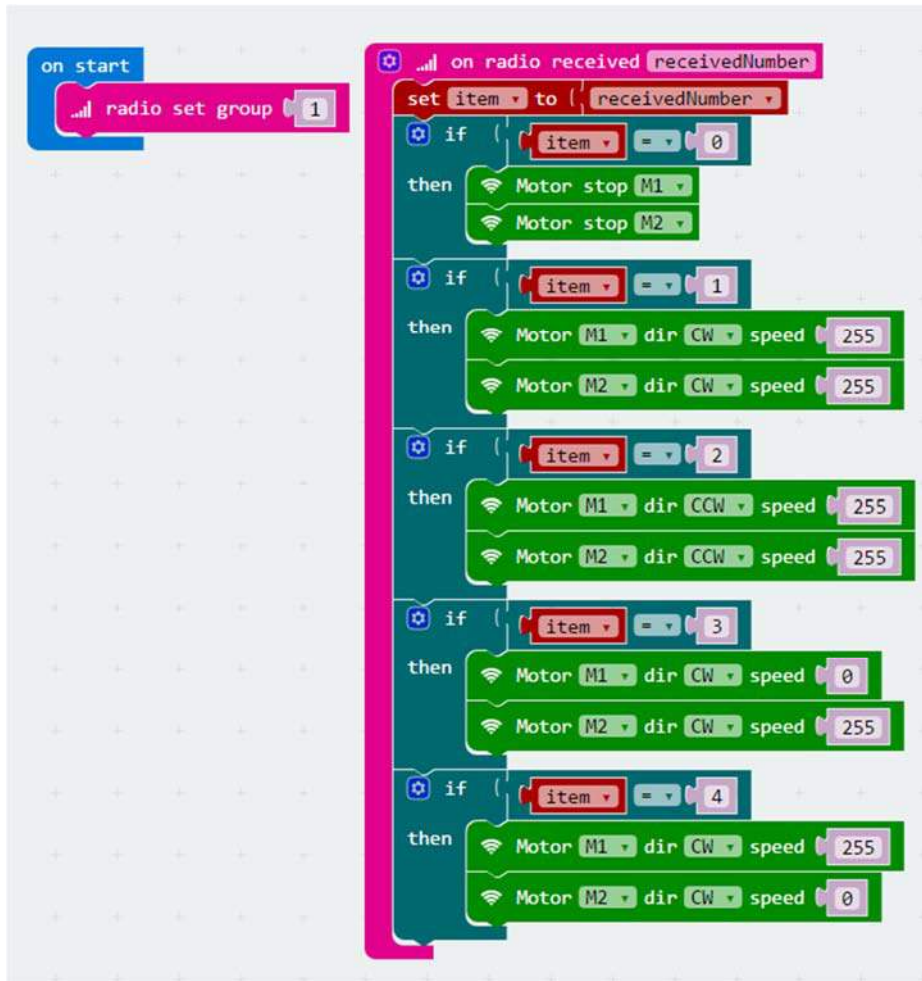 on start
radio set group 1
on radio received receivedNumber
set item to receivedNumber
if item = 0
then Motor stop M1
Motor stop M2
if item = 1
then Motor M1 dir CW speed 255
Motor M2 dir CW speed 255
if item = 2
then Motor M1 dir CCW speed 255
Motor M2 dir CCW speed 255
if item = 3
then Motor M1 dir CW speed 0
Motor M2 dir CW speed 255
if item = 4
then Motor M1 dir CW speed 255
Motor M2 dir CW speed 0